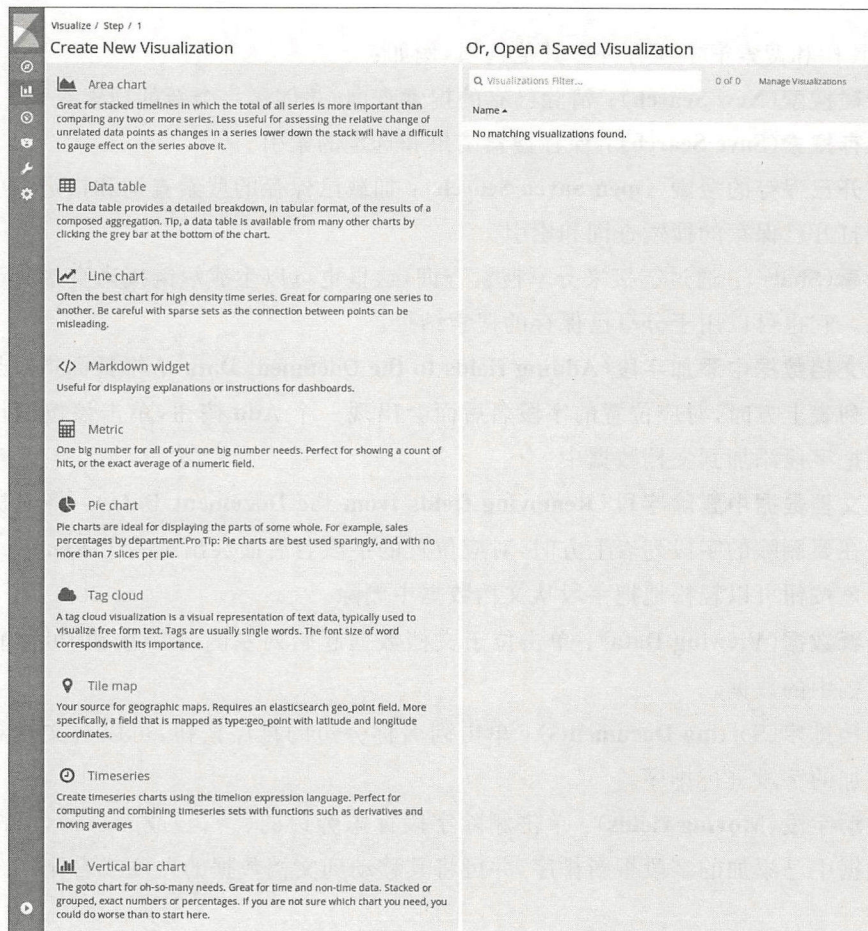 Visualize / Step / 1
Create New Visualization
Area chart
Great for stacked timelines in which the total of all series is more important than
comparing any two or more series. Less useful for assessing the relative change of
unrelated data points as changes in a series lower down the stack will have a difficult
to gauge effect on the series above it.
Data table
The data table provides a detailed breakdown, in tabular format, of the results of a
composed aggregation. Tip, a data table is available from many other charts by
clicking the grey bar at the bottom of the chart.
Line chart
Often the best chart for high density time series. Great for comparing one series to
another. Be careful with sparse sets as the connection between points can be
misleading.
Markdown widget
Useful for displaying explanations or instructions for dashboards.
Metric
One big number for all of your one big number needs. Perfect for showing a count of
hits, or the exact average of a numeric field.
Pie chart
Pie charts are ideal for displaying the parts of some whole. For example, sales
percentages by department.Pro Tip: Pie charts are best used sparingly, and with no
more than 7 slices per pie.
Tag cloud
A tag cloud visualization is a visual representation of text data, typically used to
visualize free form text. Tags are usually single words. The font size of word
correspondswith its importance.
Tile map
Your source for geographic maps. Requires an elasticsearch geo_point field. More
specifically, a field that is mapped as type:geo_point with latitude and longitude
coordinates.
Timeseries
Create timeseries charts using the timelion expression language. Perfect for
computing and combining timeseries sets with functions such as derivatives and
moving averages
Vertical bar chart
The goto chart for oh-so-many needs. Great for time and non-time data. Stacked or
grouped, exact numbers or percentages. If you are not sure which chart you need, you
could do worse than to start here.
Or, Open a Saved Visualization
Visualizations Filter...
0 of 0
Manage Visualizations
Name
No matching visualizations found.